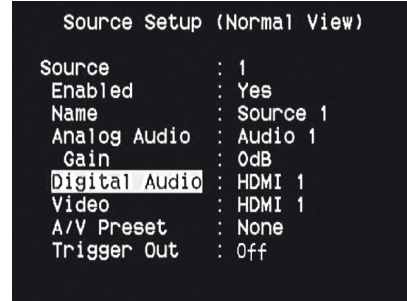 Source Setup (Normal View)
Source : 1
Enabled : Yes
Name : Source 1
Analog Audio : Audio 1
Gain : 0dB
Digital Audio : HDMI 1
Video : HDMI 1
A/V Preset : None
Trigger Out : Off